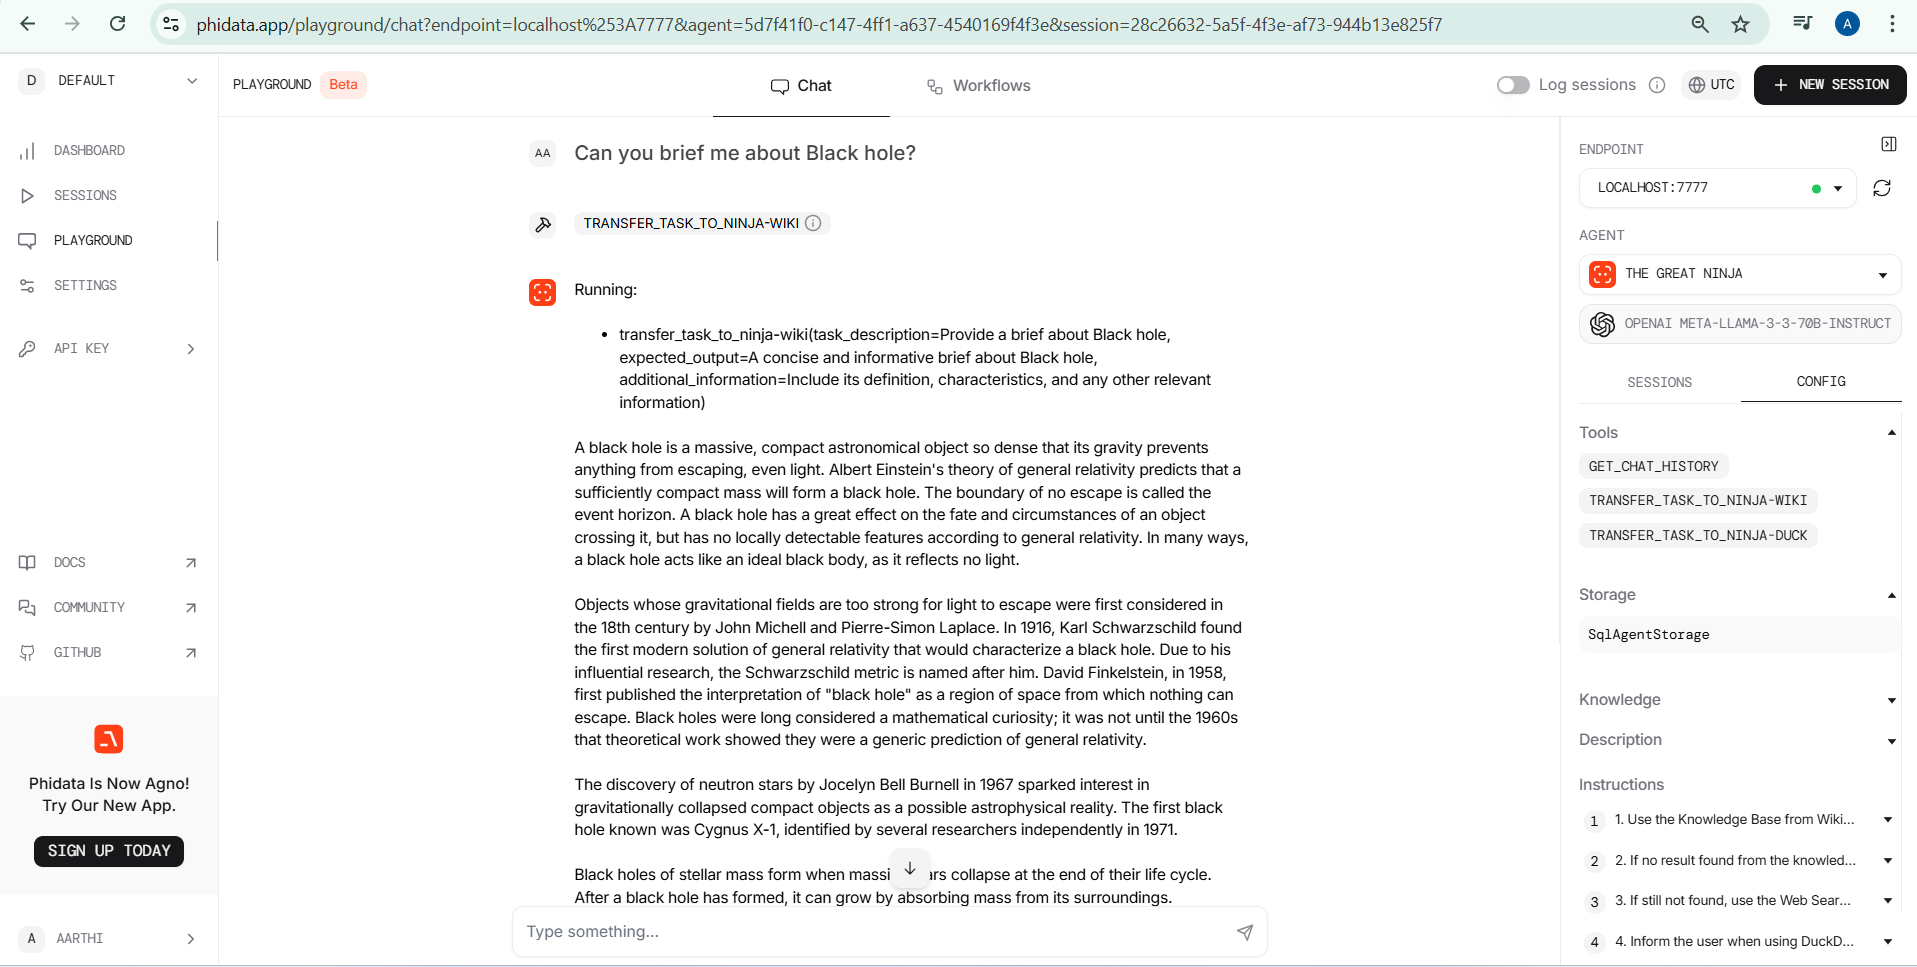 phidata.app/playground/chat?endpoint=localhost%253A7777&agent=5d7f41f0-c147-4ff1-a637-4540169f4f3e&session=28c26632-5a5f-4f3e-af73-944b13e825f7
A
D DEFAULT
DASHBOARD
SESSIONS
PLAYGROUND
SETTINGS
API KEY
DOCS
COMMUNITY
GITHUB
Phidata Is Now Agno!
Try Our New App.
SIGN UP TODAY
A AARTHI
PLAYGROUND Beta
Chat
Workflows
Log sessions
UTC
+ NEW SESSION
AA Can you brief me about Black hole?
TRANSFER_TASK_TO_NINJA-WIKI
Running:
• transfer_task_to_ninja-wiki(task_description=Provide a brief about Black hole,
expected_output=A concise and informative brief about Black hole,
additional_information=Include its definition, characteristics, and any other relevant
information)
A black hole is a massive, compact astronomical object so dense that its gravity prevents
anything from escaping, even light. Albert Einstein's theory of general relativity predicts that a
sufficiently compact mass will form a black hole. The boundary of no escape is called the
event horizon. A black hole has a great effect on the fate and circumstances of an object
crossing it, but has no locally detectable features according to general relativity. In many ways,
a black hole acts like an ideal black body, as it reflects no light.
Objects whose gravitational fields are too strong for light to escape were first considered in
the 18th century by John Michell and Pierre-Simon Laplace. In 1916, Karl Schwarzschild found
the first modern solution of general relativity that would characterize a black hole. Due to his
influential research, the Schwarzschild metric is named after him. David Finkelstein, in 1958,
first published the interpretation of "black hole" as a region of space from which nothing can
escape. Black holes were long considered a mathematical curiosity; it was not until the 1960s
that theoretical work showed they were a generic prediction of general relativity.
The discovery of neutron stars by Jocelyn Bell Burnell in 1967 sparked interest in
gravitationally collapsed compact objects as a possible astrophysical reality. The first black
hole known was Cygnus X-1, identified by several researchers independently in 1971.
Black holes of stellar mass form when massi ars collapse at the end of their life cycle.
After a black hole has formed, it can grow by absorbing mass from its surroundings.
Type something...
ENDPOINT
LOCALHOST:7777
AGENT
THE GREAT NINJA
OPENAI META-LLAMA-3-3-70B-INSTRUCT
SESSIONS
CONFIG
Tools
GET_CHAT_HISTORY
TRANSFER_TASK_TO_NINJA-WIKI
TRANSFER_TASK_TO_NINJA-DUCK
Storage
SqlAgentStorage
Knowledge
Description
Instructions
1 1. Use the Knowledge Base from Wiki...
2 2. If no result found from the knowled...
3 3. If still not found, use the Web Sear...
4 4. Inform the user when using DuckD...